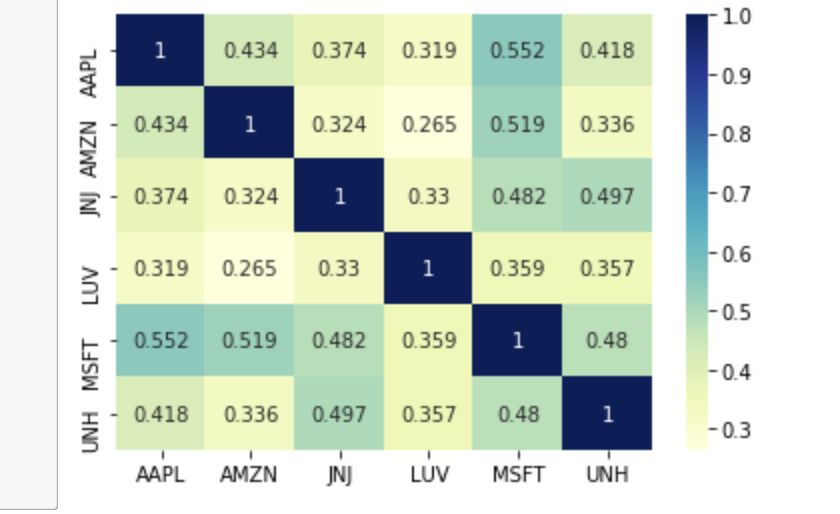 AAPL 1 0.434 0.374 0.319 0.552 0.418
AMZN 0.434 1 0.324 0.265 0.519 0.336
JNJ 0.374 0.324 1 0.33 0.482 0.497
LUV 0.319 0.265 0.33 1 0.359 0.357
MSFT 0.552 0.519 0.482 0.359 1 0.48
UNH 0.418 0.336 0.497 0.357 0.48 1
AAPL AMZN JNJ LUV MSFT UNH
1.0
0.9
0.8
0.7
0.6
0.5
0.4
0.3